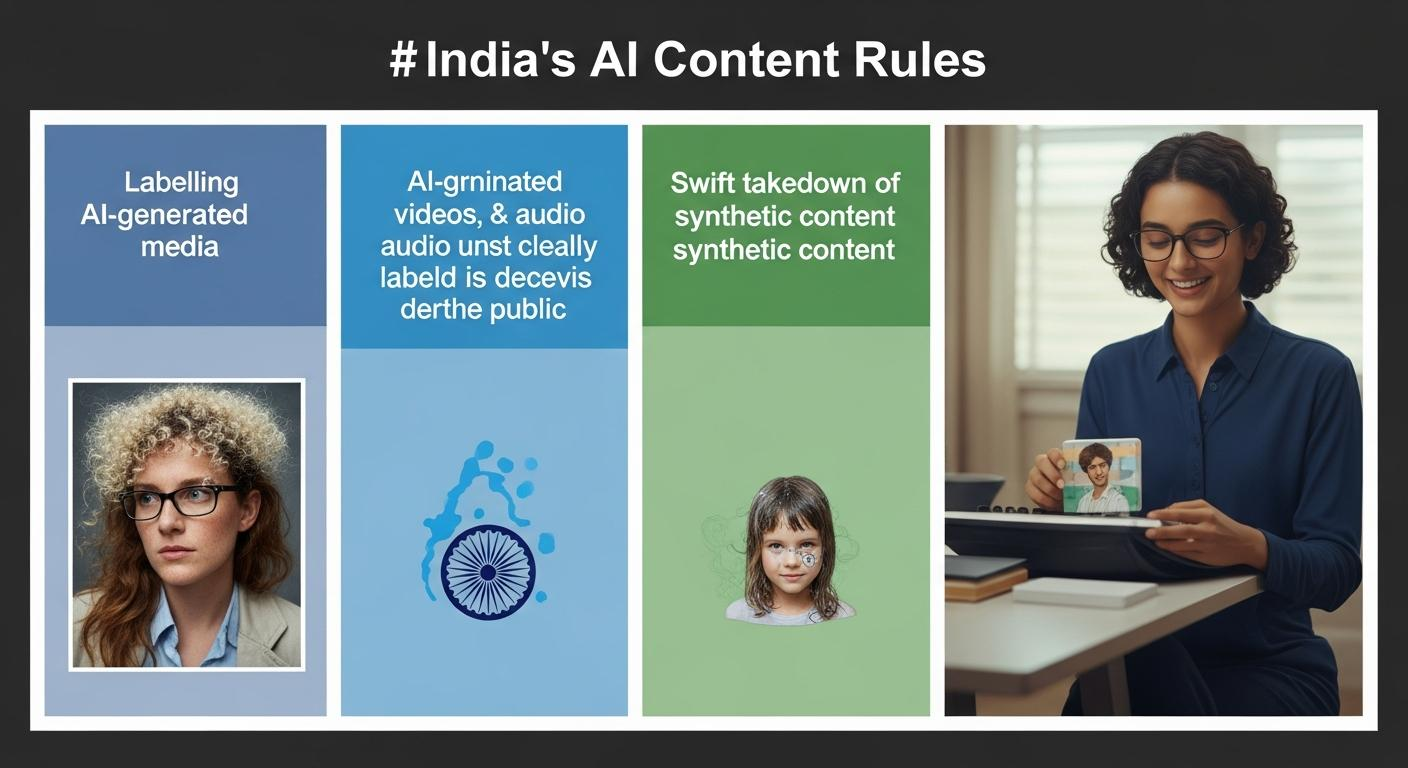 # India's AI Content Rules
Labelling
AI-generated
media
AI-grninated
videos, & audio
audio unst cleally
labeld is decevis
derthe public
Swift takedown of
synthetic content
synthetic content